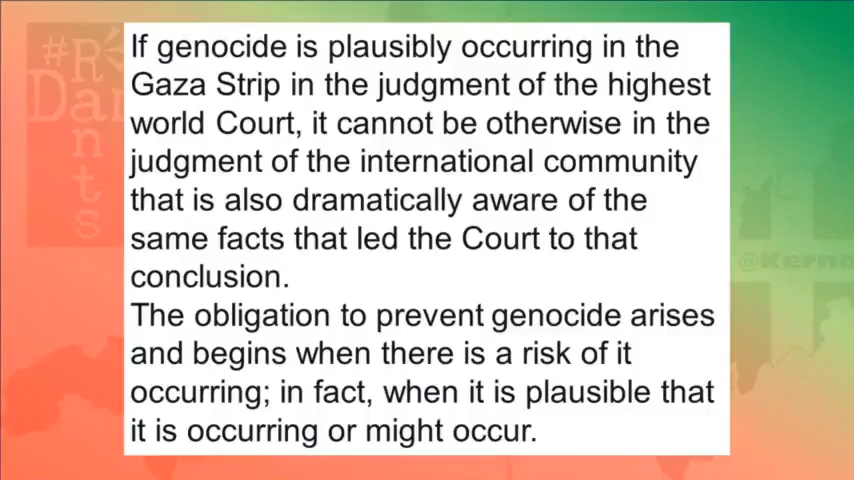 #R
Dan
n
t
s
If genocide is plausibly occurring in the
Gaza Strip in the judgment of the highest
world Court, it cannot be otherwise in the
judgment of the international community
that is also dramatically aware of the
same facts that led the Court to that
conclusion.
The obligation to prevent genocide arises
and begins when there is a risk of it
occurring; in fact, when it is plausible that
it is occurring or might occur.
@Kerno